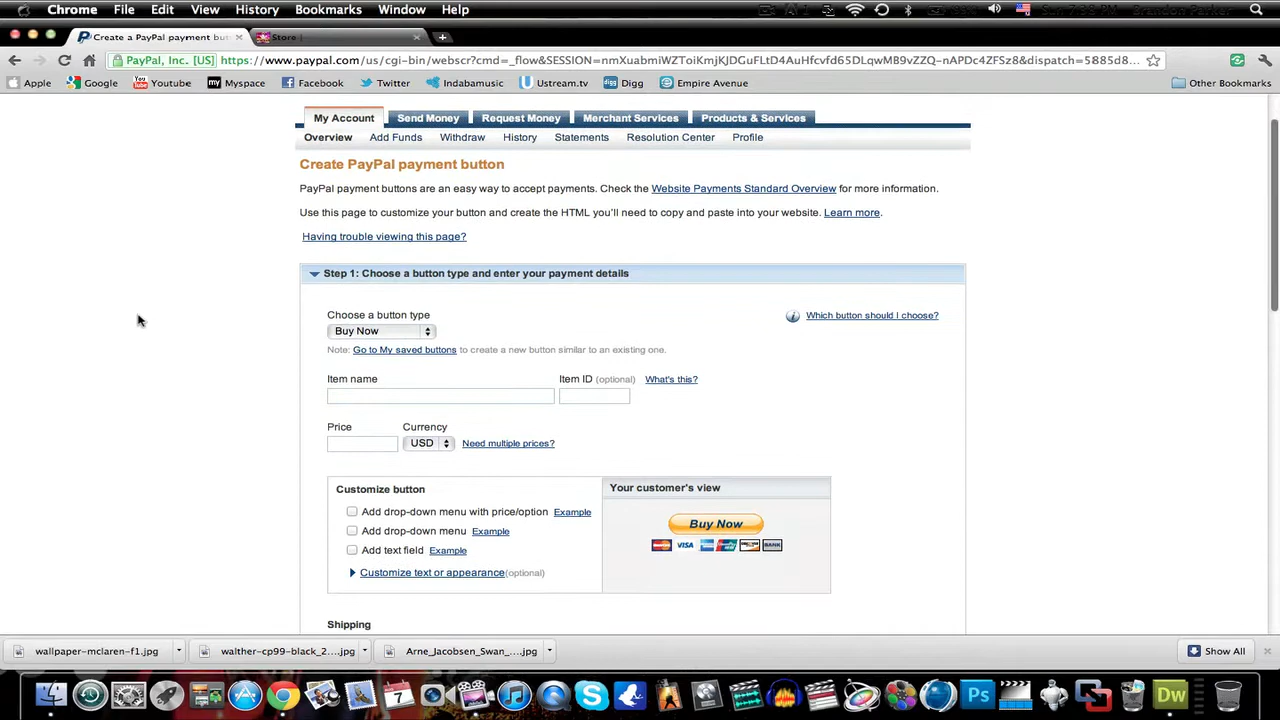 Chrome File Edit View History Bookmarks Window Help
Create a PayPal payment but
Store |
PayPal, Inc. [US] https://www.paypal.com/us/cgi-bin/webscr?cmd=_flow&SESSION=nmXuabmiWZToiKmjKJDGuFLtD4AuHfcvfd65DLqwMB9vZZQ-nAPDc4ZFSz8&dispatch=5885d8...
Apple Google Youtube Myspace Facebook Twitter Indabamusic Ustream.tv Digg Empire Avenue Other Bookmarks
My Account Send Money Request Money Merchant Services Products & Services
Overview Add Funds Withdraw History Statements Resolution Center Profile
Create PayPal payment button
PayPal payment buttons are an easy way to accept payments. Check the Website Payments Standard Overview for more information.
Use this page to customize your button and create the HTML you'll need to copy and paste into your website. Learn more.
Having trouble viewing this page?
Step 1: Choose a button type and enter your payment details
Choose a button type
Which button should I choose?
Buy Now
Note: Go to My saved buttons to create a new button similar to an existing one.
Item name Item ID (optional) What's this?
Price Currency
USD Need multiple prices?
Customize button
Your customer's view
Add drop-down menu with price/option Example
Buy Now
Add drop-down menu Example
VISA BANK
Add text field Example
Customize text or appearance(optional)
Shipping
wallpaper-mclaren-f1.jpg walther-cp99-black_2....jpg Arne_Jacobsen_Swan_....jpg Show All
7 Ps Dw